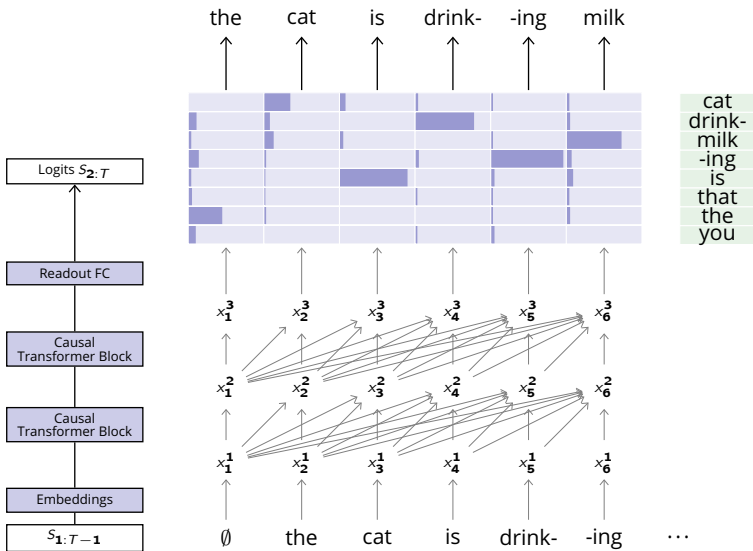 the cat is drink- -ing milk
cat
drink-
milk
-ing
is
that
the
you
Logits S2:T
Readout FC
Causal
Transformer Block
Causal
Transformer Block
Embeddings
S1:T−1
x₁³ x₂³ x₃³ x₄³ x₅³ x₆³
x₁² x₂² x₃² x₄² x₅² x₆²
x₁¹ x₂¹ x₃¹ x₄¹ x₅¹ x₆¹
∅ the cat is drink- -ing ...